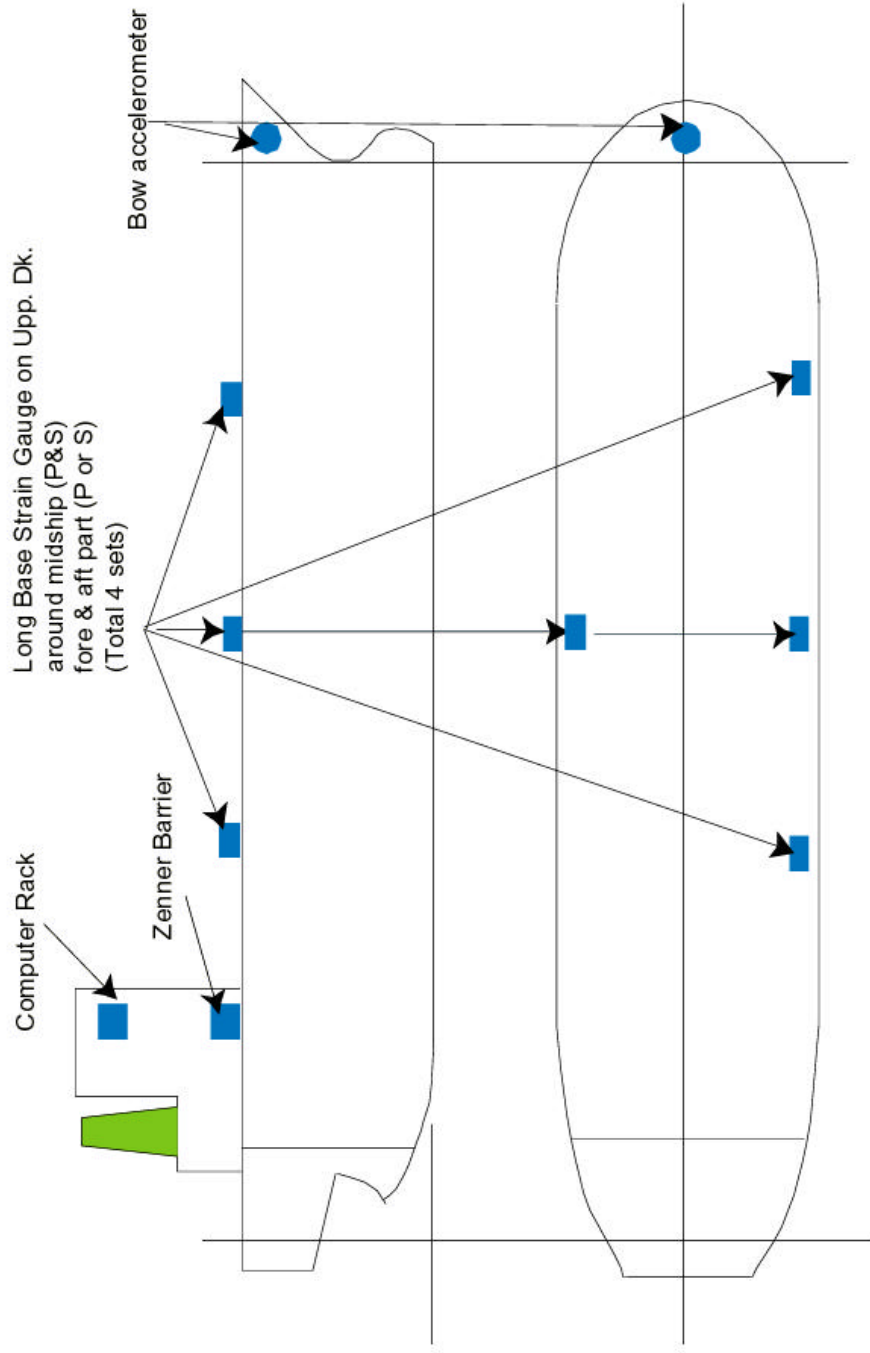 Long Base Strain Gauge on Upp. Dk.
around midship (P&S)
fore & aft part (P or S)
(Total 4 sets)
Computer Rack
Zenner Barrier
Bow accelerometer